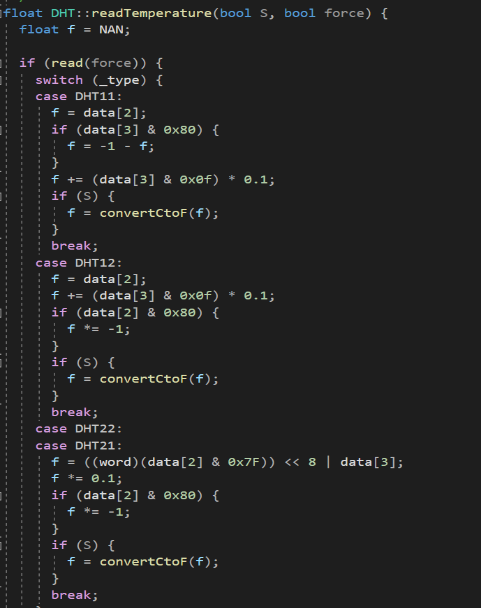 float DHT::readTemperature(bool S, bool force) {
  float f = NAN;

  if (read(force)) {
    switch (_type) {
    case DHT11:
      f = data[2];
      if (data[3] & 0x80) {
        f = -1 - f;
      }
      f += (data[3] & 0x0f) * 0.1;
      if (S) {
        f = convertCtoF(f);
      }
      break;
    case DHT12:
      f = data[2];
      f += (data[3] & 0x0f) * 0.1;
      if (data[2] & 0x80) {
        f *= -1;
      }
      if (S) {
        f = convertCtoF(f);
      }
      break;
    case DHT22:
    case DHT21:
      f = ((word)(data[2] & 0x7F)) << 8 | data[3];
      f *= 0.1;
      if (data[2] & 0x80) {
        f *= -1;
      }
      if (S) {
        f = convertCtoF(f);
      }
      break;